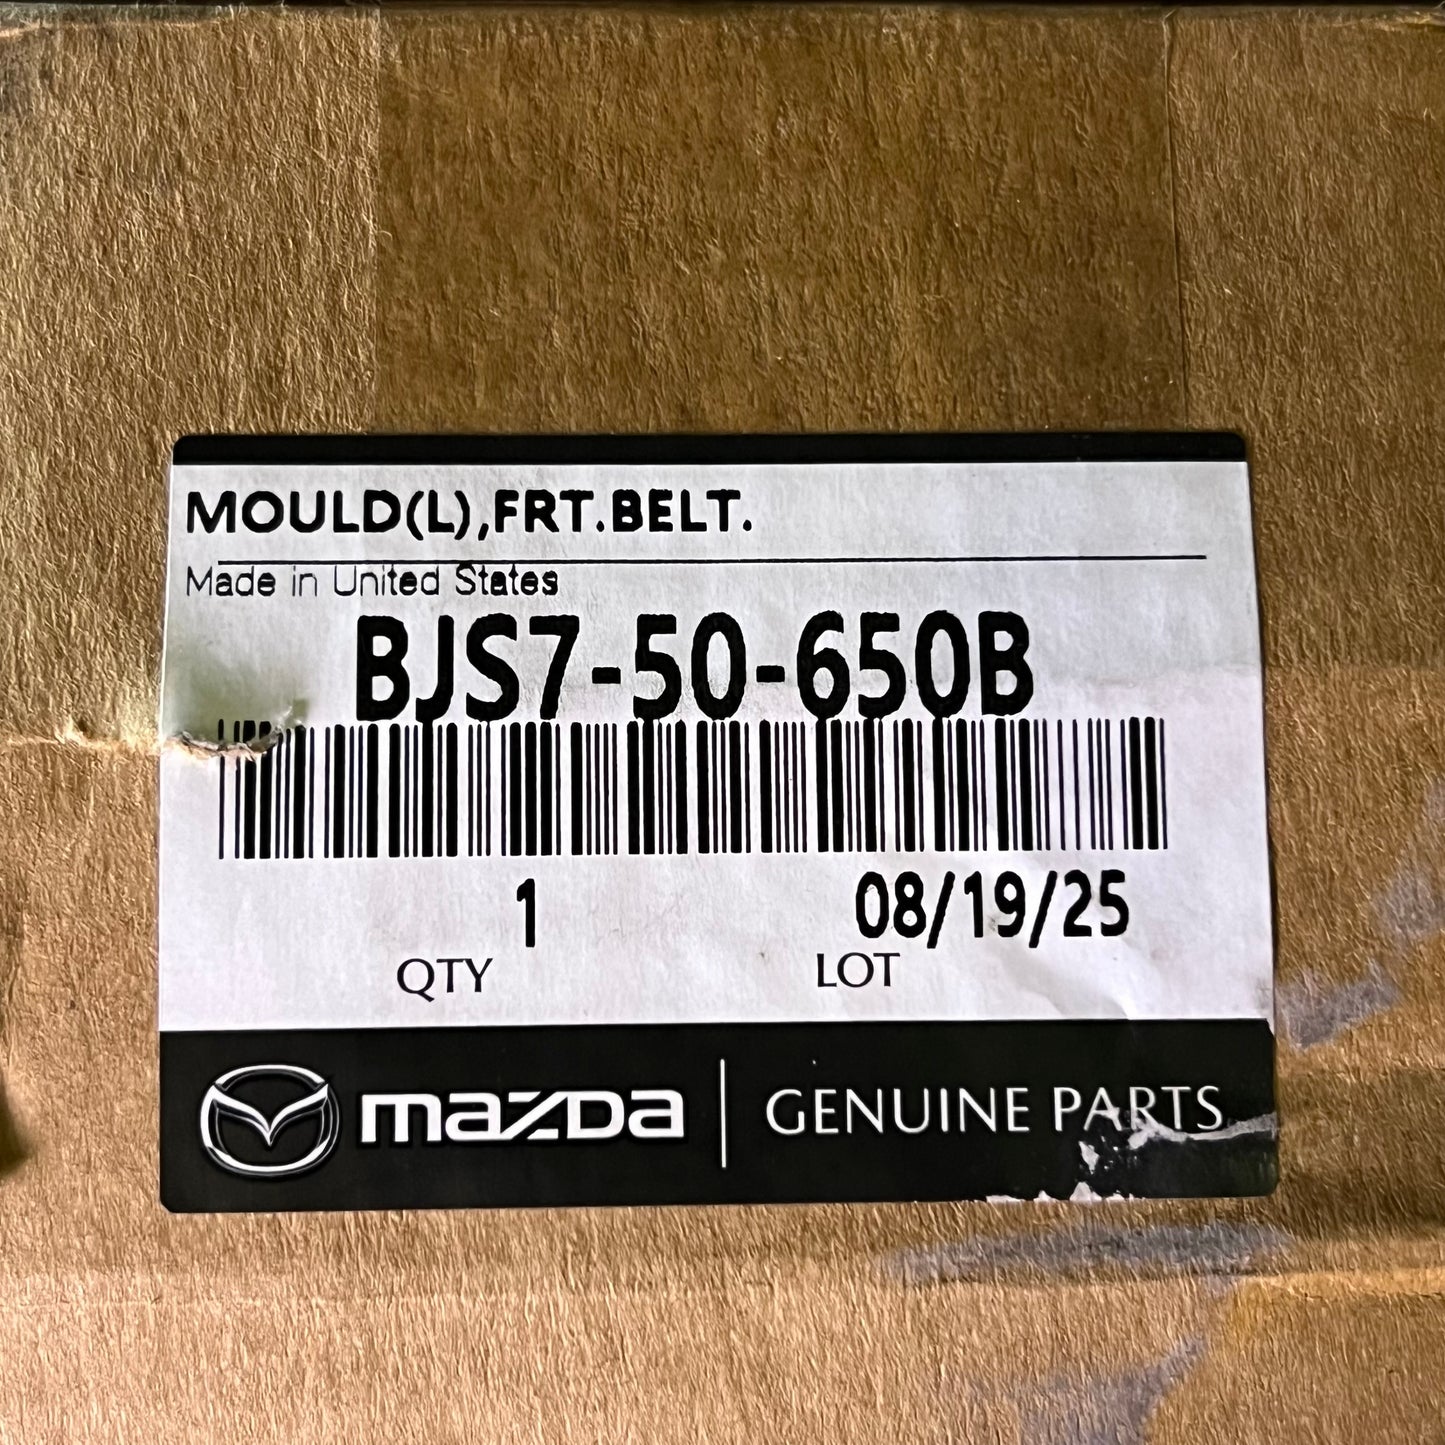 MOULD(L),FRT.BELT.
Made in United States
BJS7-50-650B
1 08/19/25
QTY LOT
mazda GENUINE PARTS